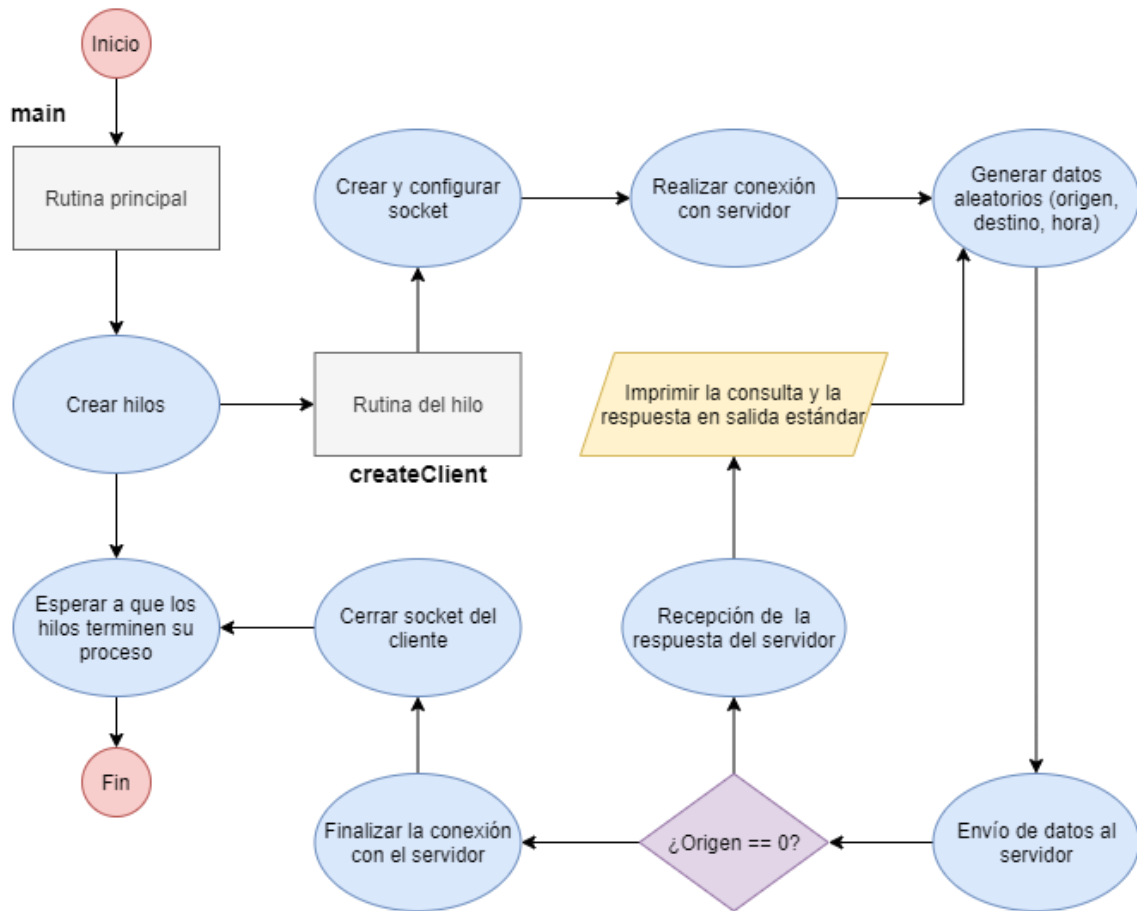 Inicio
main
Rutina principal
Crear hilos
Rutina del hilo
createClient
Crear y configurar
socket
Realizar conexión
con servidor
Generar datos
aleatorios (origen,
destino, hora)
Imprimir la consulta y la
respuesta en salida estándar
Esperar a que los
hilos terminen su
proceso
Cerrar socket del
cliente
Recepción de la
respuesta del servidor
Fin
Finalizar la conexión
con el servidor
¿Origen == 0?
Envío de datos al
servidor